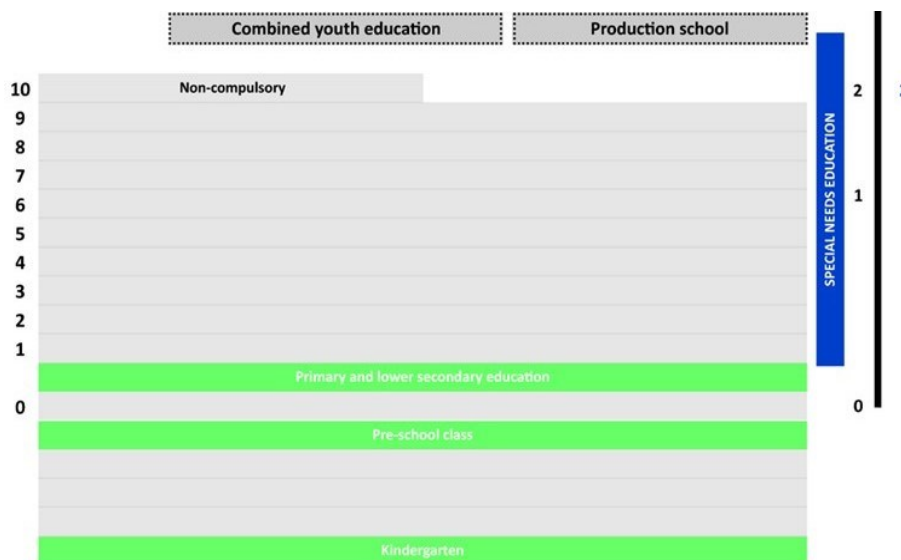 Combined youth education
Production school
10 Non-compulsory
9
8 2
7
6
5 1
4
3
2
1
SPECIAL NEEDS EDUCATION
Primary and lower secondary education
0 0
Pre-school class
Kindergarten